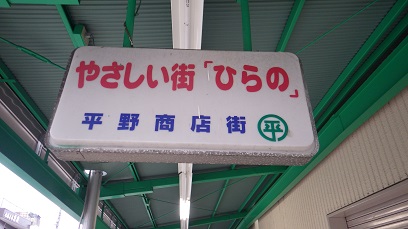 やさしい街「ひらの」
平野商店街 平